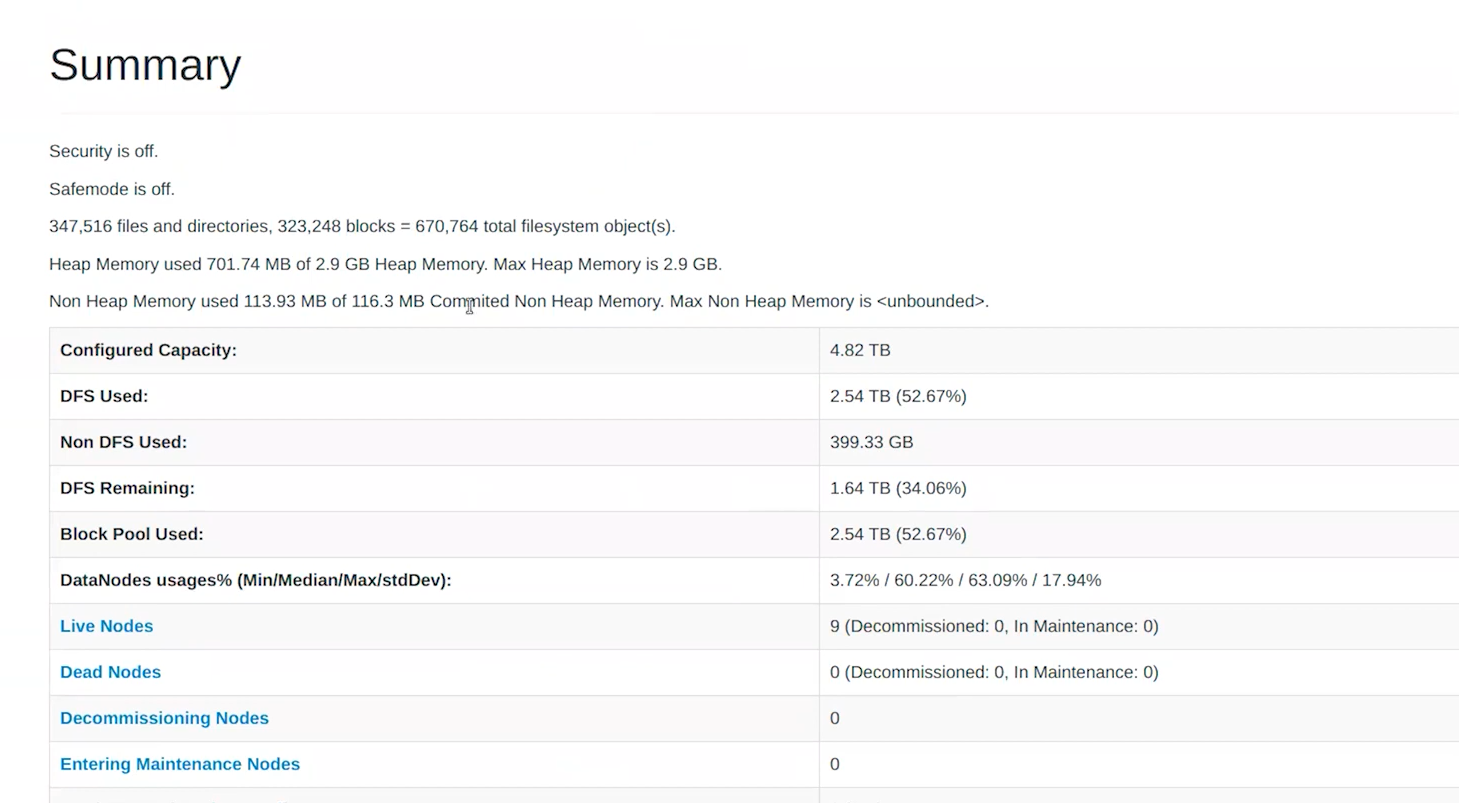 Summary
Security is off.
Safemode is off.
347,516 files and directories, 323,248 blocks = 670,764 total filesystem object(s).
Heap Memory used 701.74 MB of 2.9 GB Heap Memory. Max Heap Memory is 2.9 GB.
Non Heap Memory used 113.93 MB of 116.3 MB Commited Non Heap Memory. Max Non Heap Memory is <unbounded>.
Configured Capacity: 4.82 TB
DFS Used: 2.54 TB (52.67%)
Non DFS Used: 399.33 GB
DFS Remaining: 1.64 TB (34.06%)
Block Pool Used: 2.54 TB (52.67%)
DataNodes usages% (Min/Median/Max/stdDev): 3.72% / 60.22% / 63.09% / 17.94%
Live Nodes 9 (Decommissioned: 0, In Maintenance: 0)
Dead Nodes 0 (Decommissioned: 0, In Maintenance: 0)
Decommissioning Nodes 0
Entering Maintenance Nodes 0